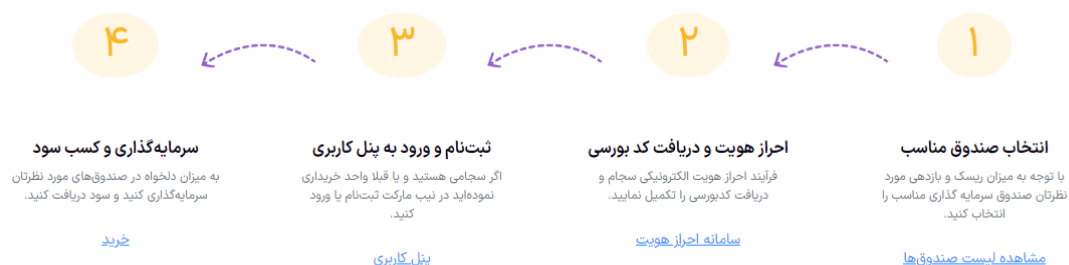 ۱
انتخاب صندوق مناسب
با توجه به میزان ریسک و بازدهی مورد
نظرتان صندوق سرمایه گذاری مناسب را
انتخاب کنید.
مشاهده لیست صندوق‌ها
۲
احراز هویت و دریافت کد بورسی
فرآیند احراز هویت الکترونیکی سجام و
دریافت کدبورسی را تکمیل نمایید.
سامانه احراز هویت
۳
ثبت‌نام و ورود به پنل کاربری
اگر سجامی هستید و یا قبلا واحد خریداری
نموده‌اید در نیب مارکت ثبت‌نام یا ورود
کنید.
پنل کاربری
۴
سرمایه‌گذاری و کسب سود
به میزان دلخواه در صندوق‌های مورد نظرتان
سرمایه‌گذاری کنید و سود دریافت کنید.
خرید